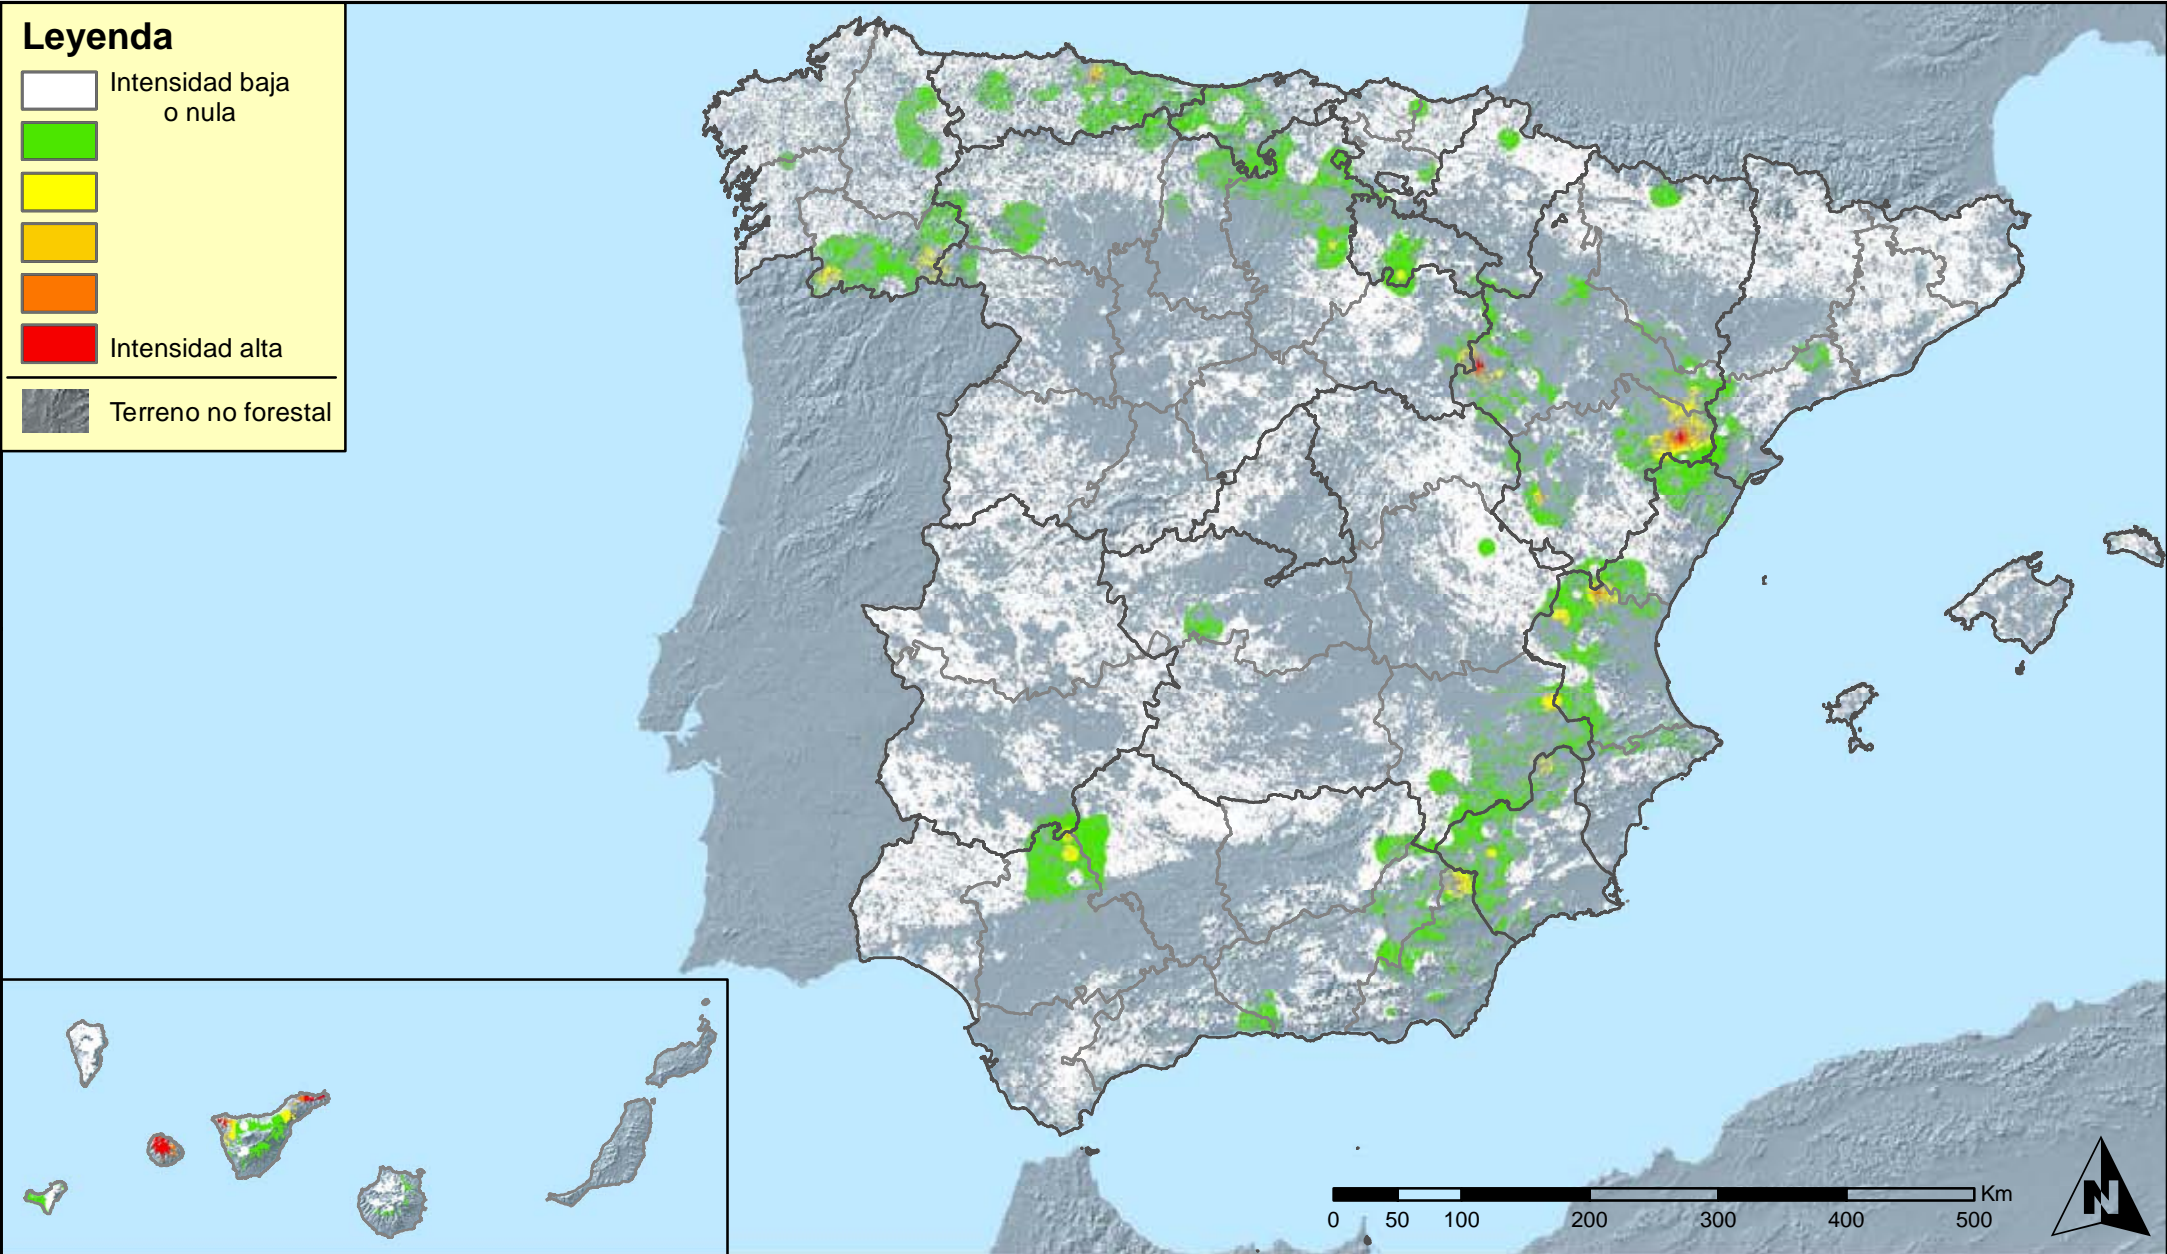 Leyenda
Intensidad baja
o nula
Intensidad alta
Terreno no forestal
Km
0 50 100 200 300 400 500
N